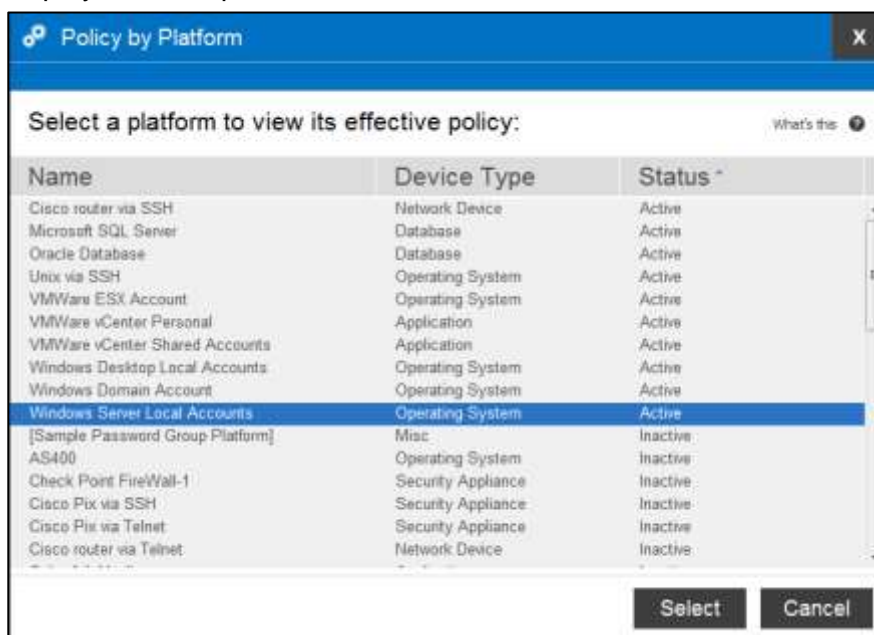 Policy by Platform X
Select a platform to view its effective policy: What's this ?
Name Device Type Status ^
Cisco router via SSH Network Device Active
Microsoft SQL Server Database Active
Oracle Database Database Active
Unix via SSH Operating System Active
VMWare ESX Account Operating System Active
VMWare vCenter Personal Application Active
VMWare vCenter Shared Accounts Application Active
Windows Desktop Local Accounts Operating System Active
Windows Domain Account Operating System Active
Windows Server Local Accounts Operating System Active
[Sample Password Group Platform] Misc Inactive
AS400 Operating System Inactive
Check Point FireWall-1 Security Appliance Inactive
Cisco Pix via SSH Security Appliance Inactive
Cisco Pix via Telnet Security Appliance Inactive
Cisco router via Telnet Network Device Inactive
Select Cancel